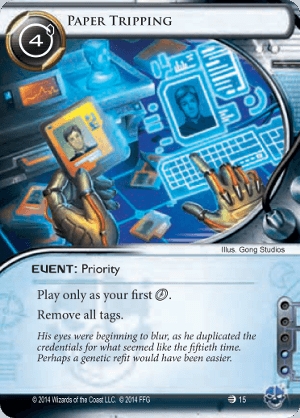 PAPER TRIPPING
4
Illus. Gong Studios
EVENT: Priority
Play only as your first .
Remove all tags.
His eyes were beginning to blur, as he duplicated the
credentials for what seemed like the fiftieth time.
Perhaps a genetic refit would have been easier.
© 2014 Wizards of the Coast LLC. © 2014 FFG
15